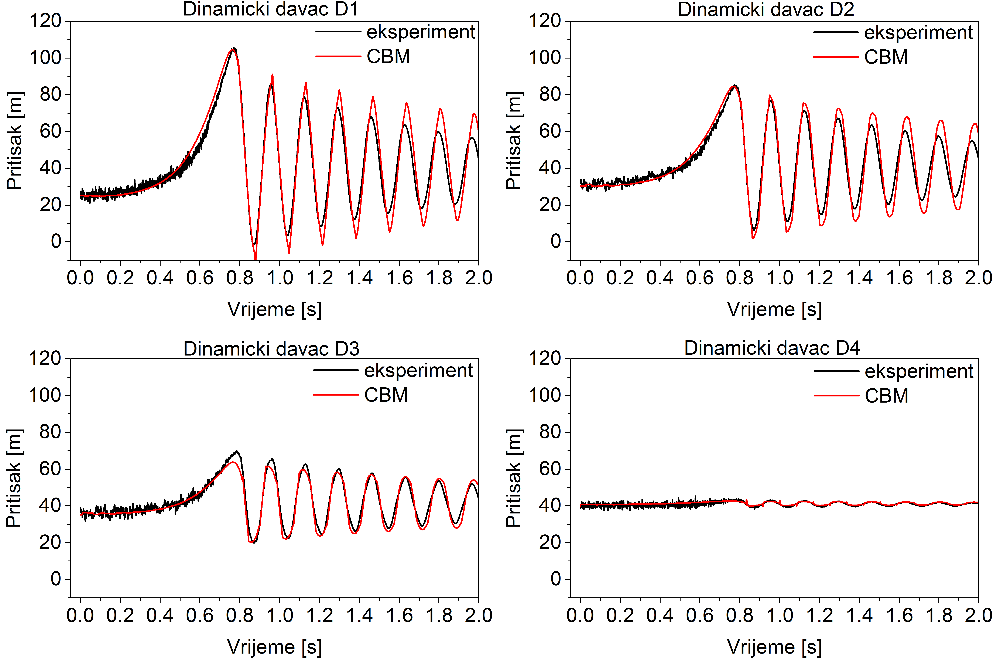 Dinamicki davac D1
120
100
80
60
40
20
0
eksperiment
CBM
Pritisak [m]
0.0 0.2 0.4 0.6 0.8 1.0 1.2 1.4 1.6 1.8 2.0
Vrijeme [s]
Dinamicki davac D2
120
100
80
60
40
20
0
eksperiment
CBM
Pritisak [m]
0.0 0.2 0.4 0.6 0.8 1.0 1.2 1.4 1.6 1.8 2.0
Vrijeme [s]
Dinamicki davac D3
120
100
80
60
40
20
0
eksperiment
CBM
Pritisak [m]
0.0 0.2 0.4 0.6 0.8 1.0 1.2 1.4 1.6 1.8 2.0
Vrijeme [s]
Dinamicki davac D4
120
100
80
60
40
20
0
eksperiment
CBM
Pritisak [m]
0.0 0.2 0.4 0.6 0.8 1.0 1.2 1.4 1.6 1.8 2.0
Vrijeme [s]